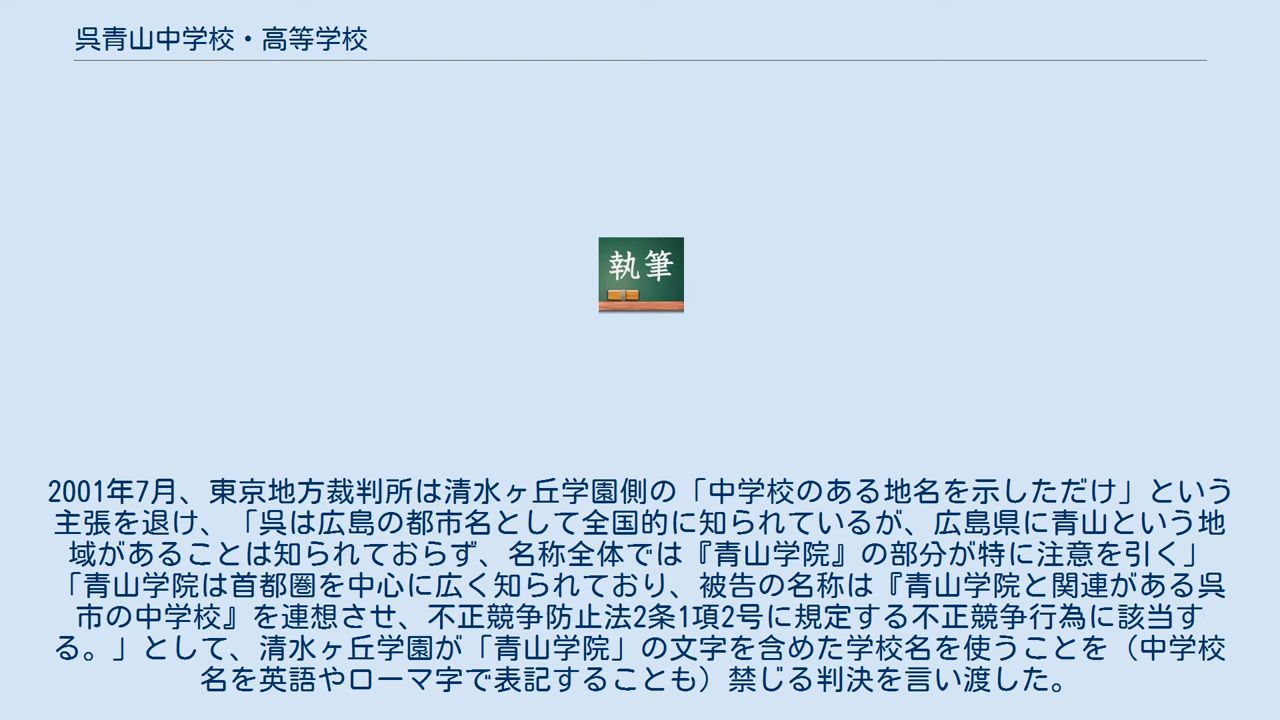 呉青山中学校・高等学校
執筆
2001年7月、東京地方裁判所は清水ヶ丘学園側の「中学校のある地名を示しただけ」という
主張を退け、「呉は広島の都市名として全国的に知られているが、広島県に青山という地
域があることは知られておらず、名称全体では『青山学院』の部分が特に注意を引く」
「青山学院は首都圏を中心に広く知られており、被告の名称は『青山学院と関連がある呉
市の中学校』を連想させ、不正競争防止法2条1項2号に規定する不正競争行為に該当す
る。」として、清水ヶ丘学園が「青山学院」の文字を含めた学校名を使うことを（中学校
名を英語やローマ字で表記することも）禁じる判決を言い渡した。